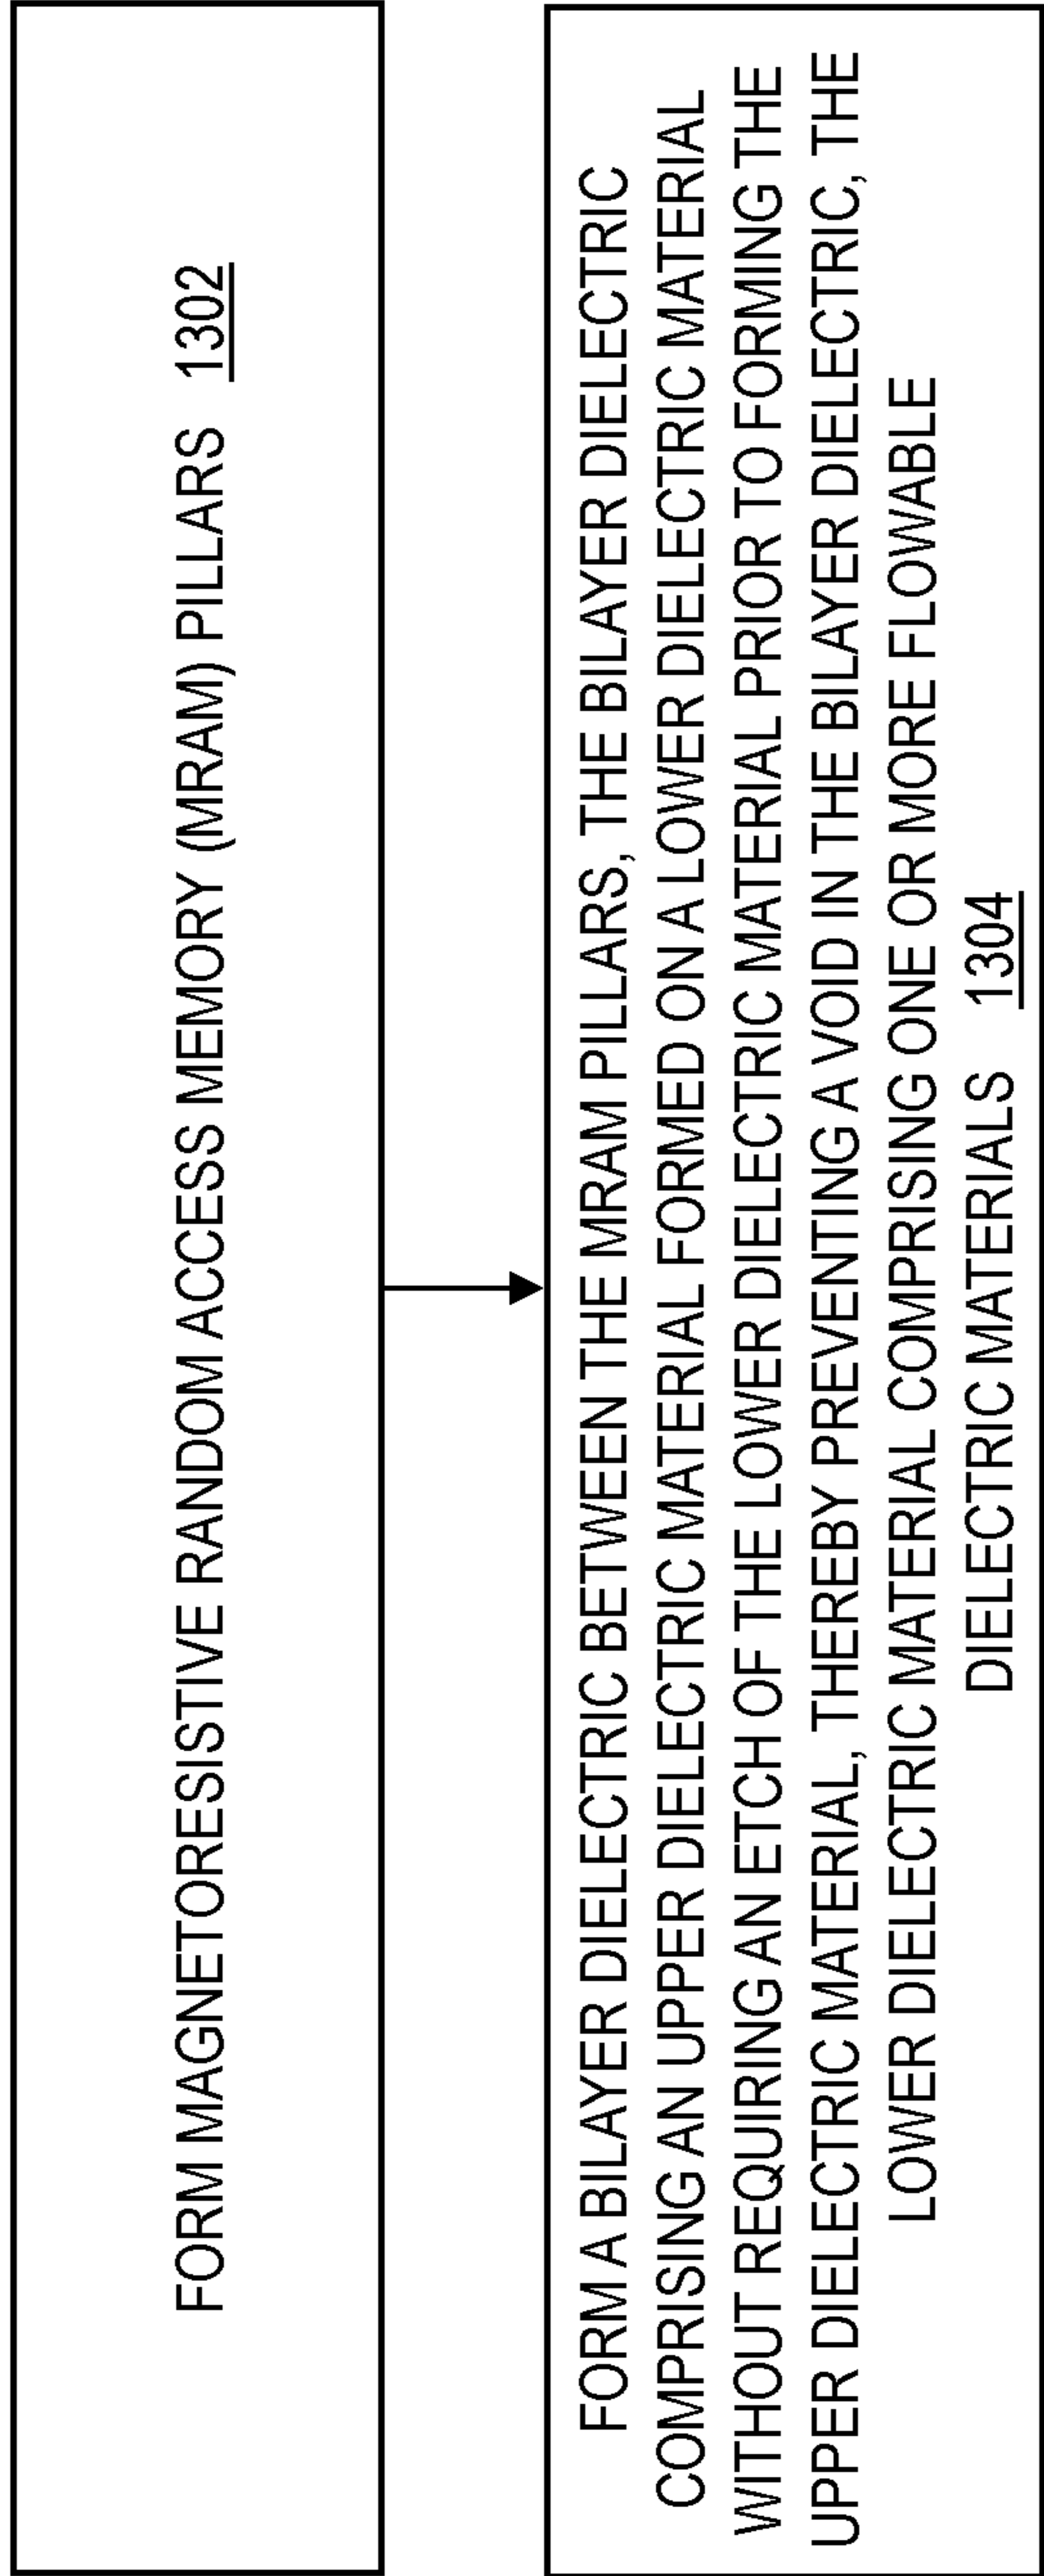 FORM MAGNETORESISTIVE RANDOM ACCESS MEMORY (MRAM) PILLARS 1302
FORM A BILAYER DIELECTRIC BETWEEN THE MRAM PILLARS, THE BILAYER DIELECTRIC
COMPRISING AN UPPER DIELECTRIC MATERIAL FORMED ON A LOWER DIELECTRIC MATERIAL
WITHOUT REQUIRING AN ETCH OF THE LOWER DIELECTRIC MATERIAL PRIOR TO FORMING THE
UPPER DIELECTRIC MATERIAL, THEREBY PREVENTING A VOID IN THE BILAYER DIELECTRIC, THE
LOWER DIELECTRIC MATERIAL COMPRISING ONE OR MORE FLOWABLE
DIELECTRIC MATERIALS 1304